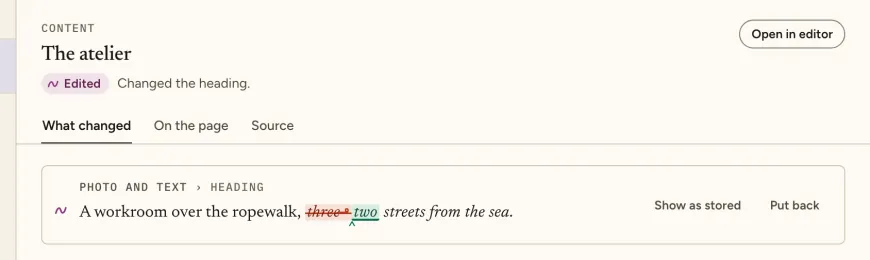 CONTENT
The atelier
Open in editor
Edited Changed the heading.
What changed On the page Source
PHOTO AND TEXT › HEADING
A workroom over the ropewalk, three two streets from the sea.
Show as stored Put back